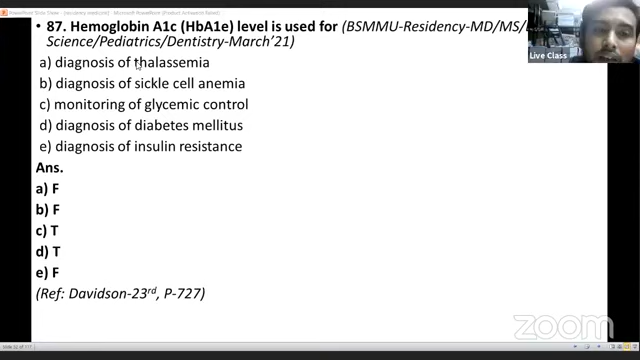 • 87. Hemoglobin A1c (HbA1e) level is used for (BSMMU-Residency-MD/MS/
Science/Pediatrics/Dentistry-March'21)
Live Class
a) diagnosis of thalassemia
b) diagnosis of sickle cell anemia
c) monitoring of glycemic control
d) diagnosis of diabetes mellitus
e) diagnosis of insulin resistance
Ans.
a) F
b) F
c) T
d) T
e) F
(Ref: Davidson-23rd, P-727)
zoom